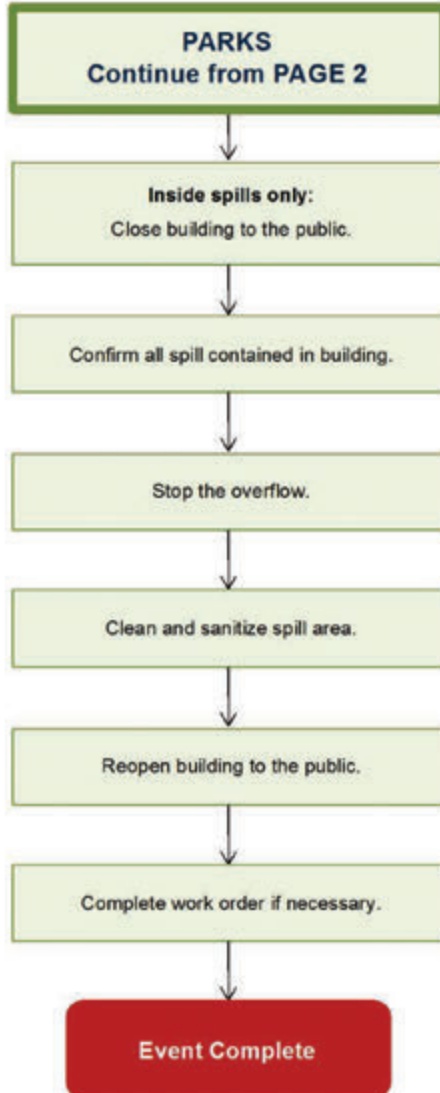 PARKS
Continue from PAGE 2
Inside spills only:
Close building to the public.
Confirm all spill contained in building.
Stop the overflow.
Clean and sanitize spill area.
Reopen building to the public.
Complete work order if necessary.
Event Complete